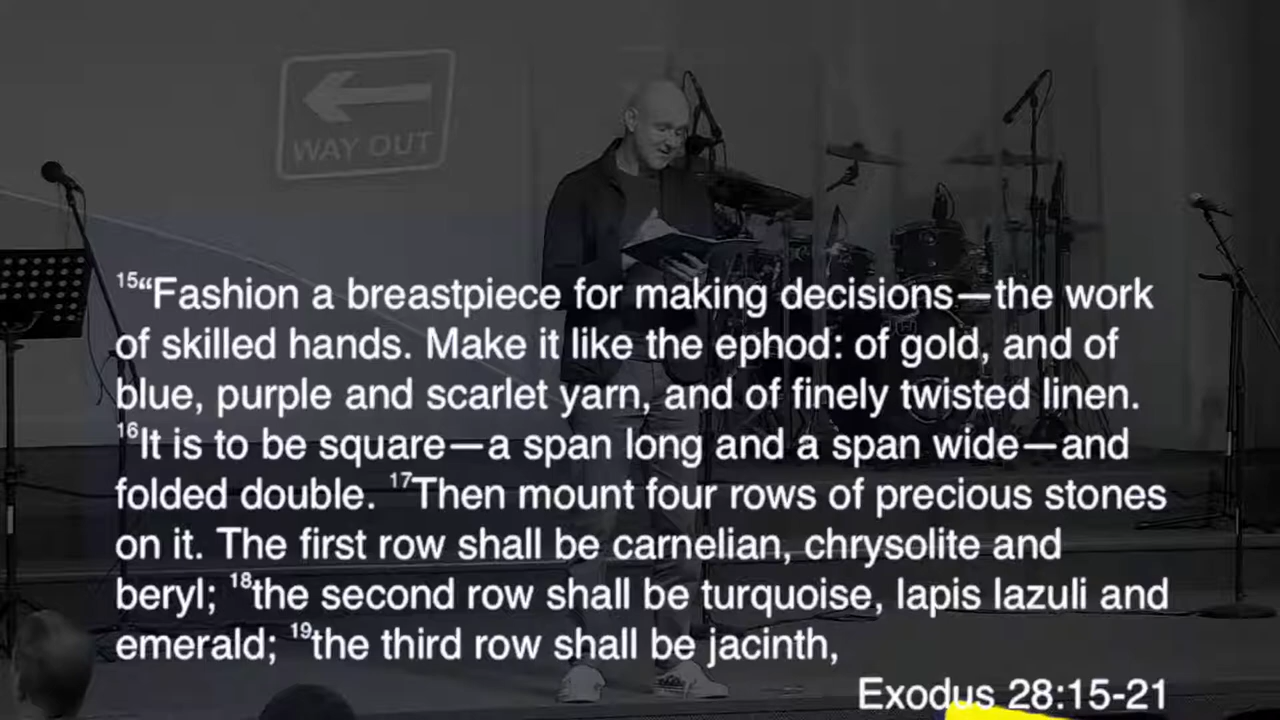 WAY OUT
15“Fashion a breastpiece for making decisions—the work
of skilled hands. Make it like the ephod: of gold, and of
blue, purple and scarlet yarn, and of finely twisted linen.
16It is to be square—a span long and a span wide—and
folded double. 17Then mount four rows of precious stones
on it. The first row shall be carnelian, chrysolite and
beryl; 18the second row shall be turquoise, lapis lazuli and
emerald; 19the third row shall be jacinth,
Exodus 28:15-21